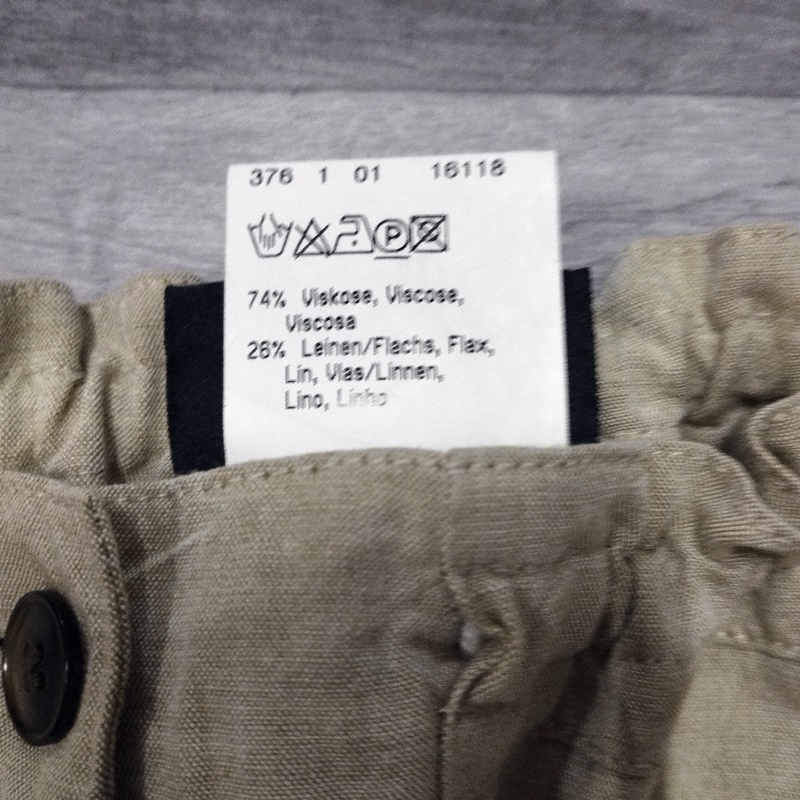 376 1 01 16118
P
74% Viskose, Viscose,
Viscosa
26% Leinen/Flachs, Flax,
Lin, Vlas/Linnen,
Lino, Linho